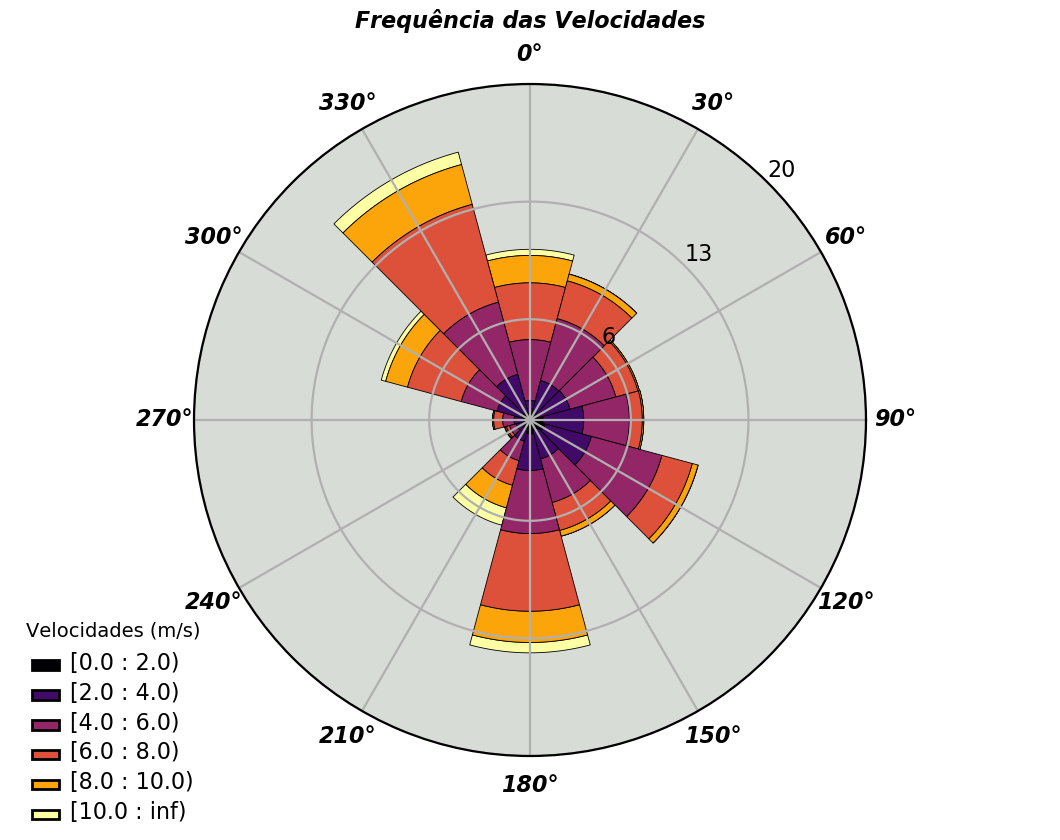 Frequência das Velocidades
0°
330°
30°
20
300°
60°
13
6
270°
90°
240°
120°
210°
150°
180°
Velocidades (m/s)
[0.0 : 2.0)
[2.0 : 4.0)
[4.0 : 6.0)
[6.0 : 8.0)
[8.0 : 10.0)
[10.0 : inf)